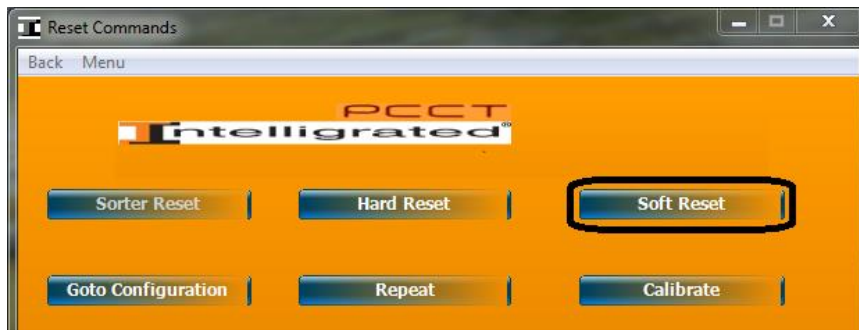 Reset Commands
Back Menu
PCCT
Intelligrated®
Sorter Reset Hard Reset Soft Reset
Goto Configuration Repeat Calibrate